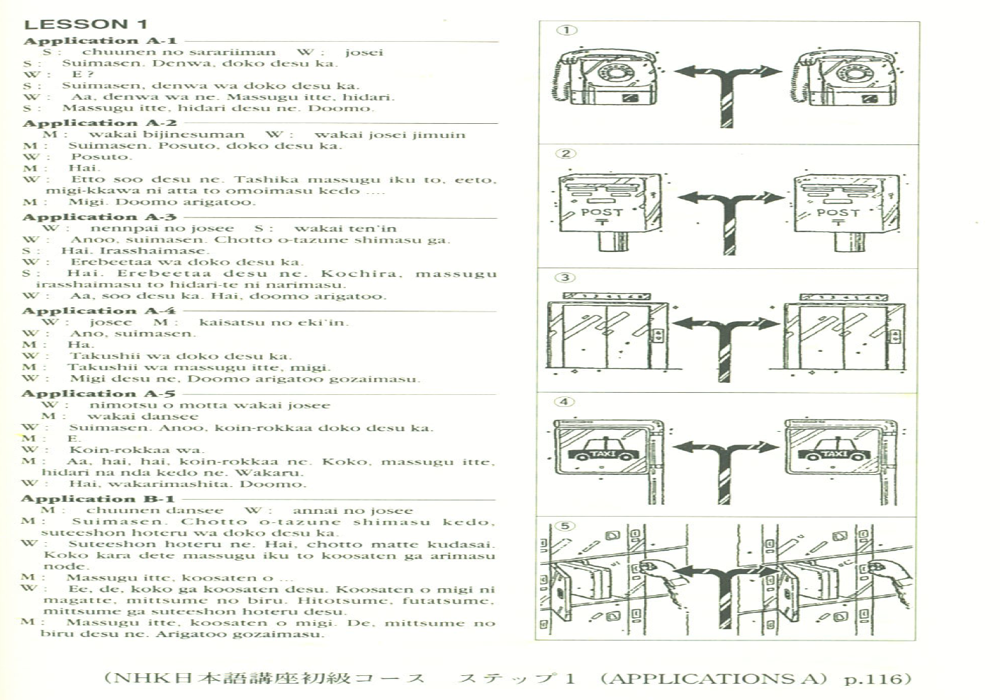 LESSON 1
Application A-1
S : chuunen no sarariiman W : josei
S : Suimasen. Denwa, doko desu ka.
W : E ?
S : Suimasen, denwa wa doko desu ka.
W : Aa, denwa wa ne. Massugu itte, hidari.
S : Massugu itte, hidari desu ne. Doomo.
Application A-2
M : wakai bijinesuman W : wakai josei jimuin
M : Suimasen. Posuto, doko desu ka.
W : Posuto.
M : Hai.
W : Etto soo desu ne. Tashika massugu iku to, eeto,
migi-kkawa ni atta to omoimasu kedo ....
M : Migi. Doomo arigatoo.
Application A-3
W : nennpai no josee S : wakai ten'in
W : Anoo, suimasen. Chotto o-tazune shimasu ga.
S : Hai. Irasshaimase.
W : Erebeetaa wa doko desu ka.
S : Hai. Erebeetaa desu ne. Kochira, massugu
irasshaimasu to hidari-te ni narimasu.
W : Aa, soo desu ka. Hai, doomo arigatoo.
Application A-4
W : josee M : kaisatsu no eki'in.
W : Ano, suimasen.
M : Ha.
W : Takushii wa doko desu ka.
M : Takushii wa massugu itte, migi.
W : Migi desu ne, Doomo arigatoo gozaimasu.
Application A-5
W : nimotsu o motta wakai josee
M : wakai dansee
W : Suimasen. Anoo, koin-rokkaa doko desu ka.
M : E.
W : Koin-rokkaa wa.
M : Aa, hai, hai, koin-rokkaa ne. Koko, massugu itte,
hidari na nda kedo ne. Wakaru.
W : Hai, wakarimashita. Doomo.
Application B-1
M : chuunen dansee W : annai no josee
M : Suimasen. Chotto o-tazune shimasu kedo,
suteeshon hoteru wa doko desu ka.
W : Suteeshon hoteru ne. Hai, chotto matte kudasai.
Koko kara dete massugu iku to koosaten ga arimasu
node.
M : Massugu itte, koosaten o ...
W : Ee, de, koko ga koosaten desu. Koosaten o migi ni
magatte, mittsume no biru. Hitotsume, futatsume,
mittsume ga suteeshon hoteru desu.
M : Massugu itte, koosaten o migi. De, mittsume no
biru desu ne. Arigatoo gozaimasu.
①
②
POST
〒
POST
③
④
TAXI
TAXI
⑤
(NHK日本語講座初級コース ステップ1 (APPLICATIONS A) p.116)